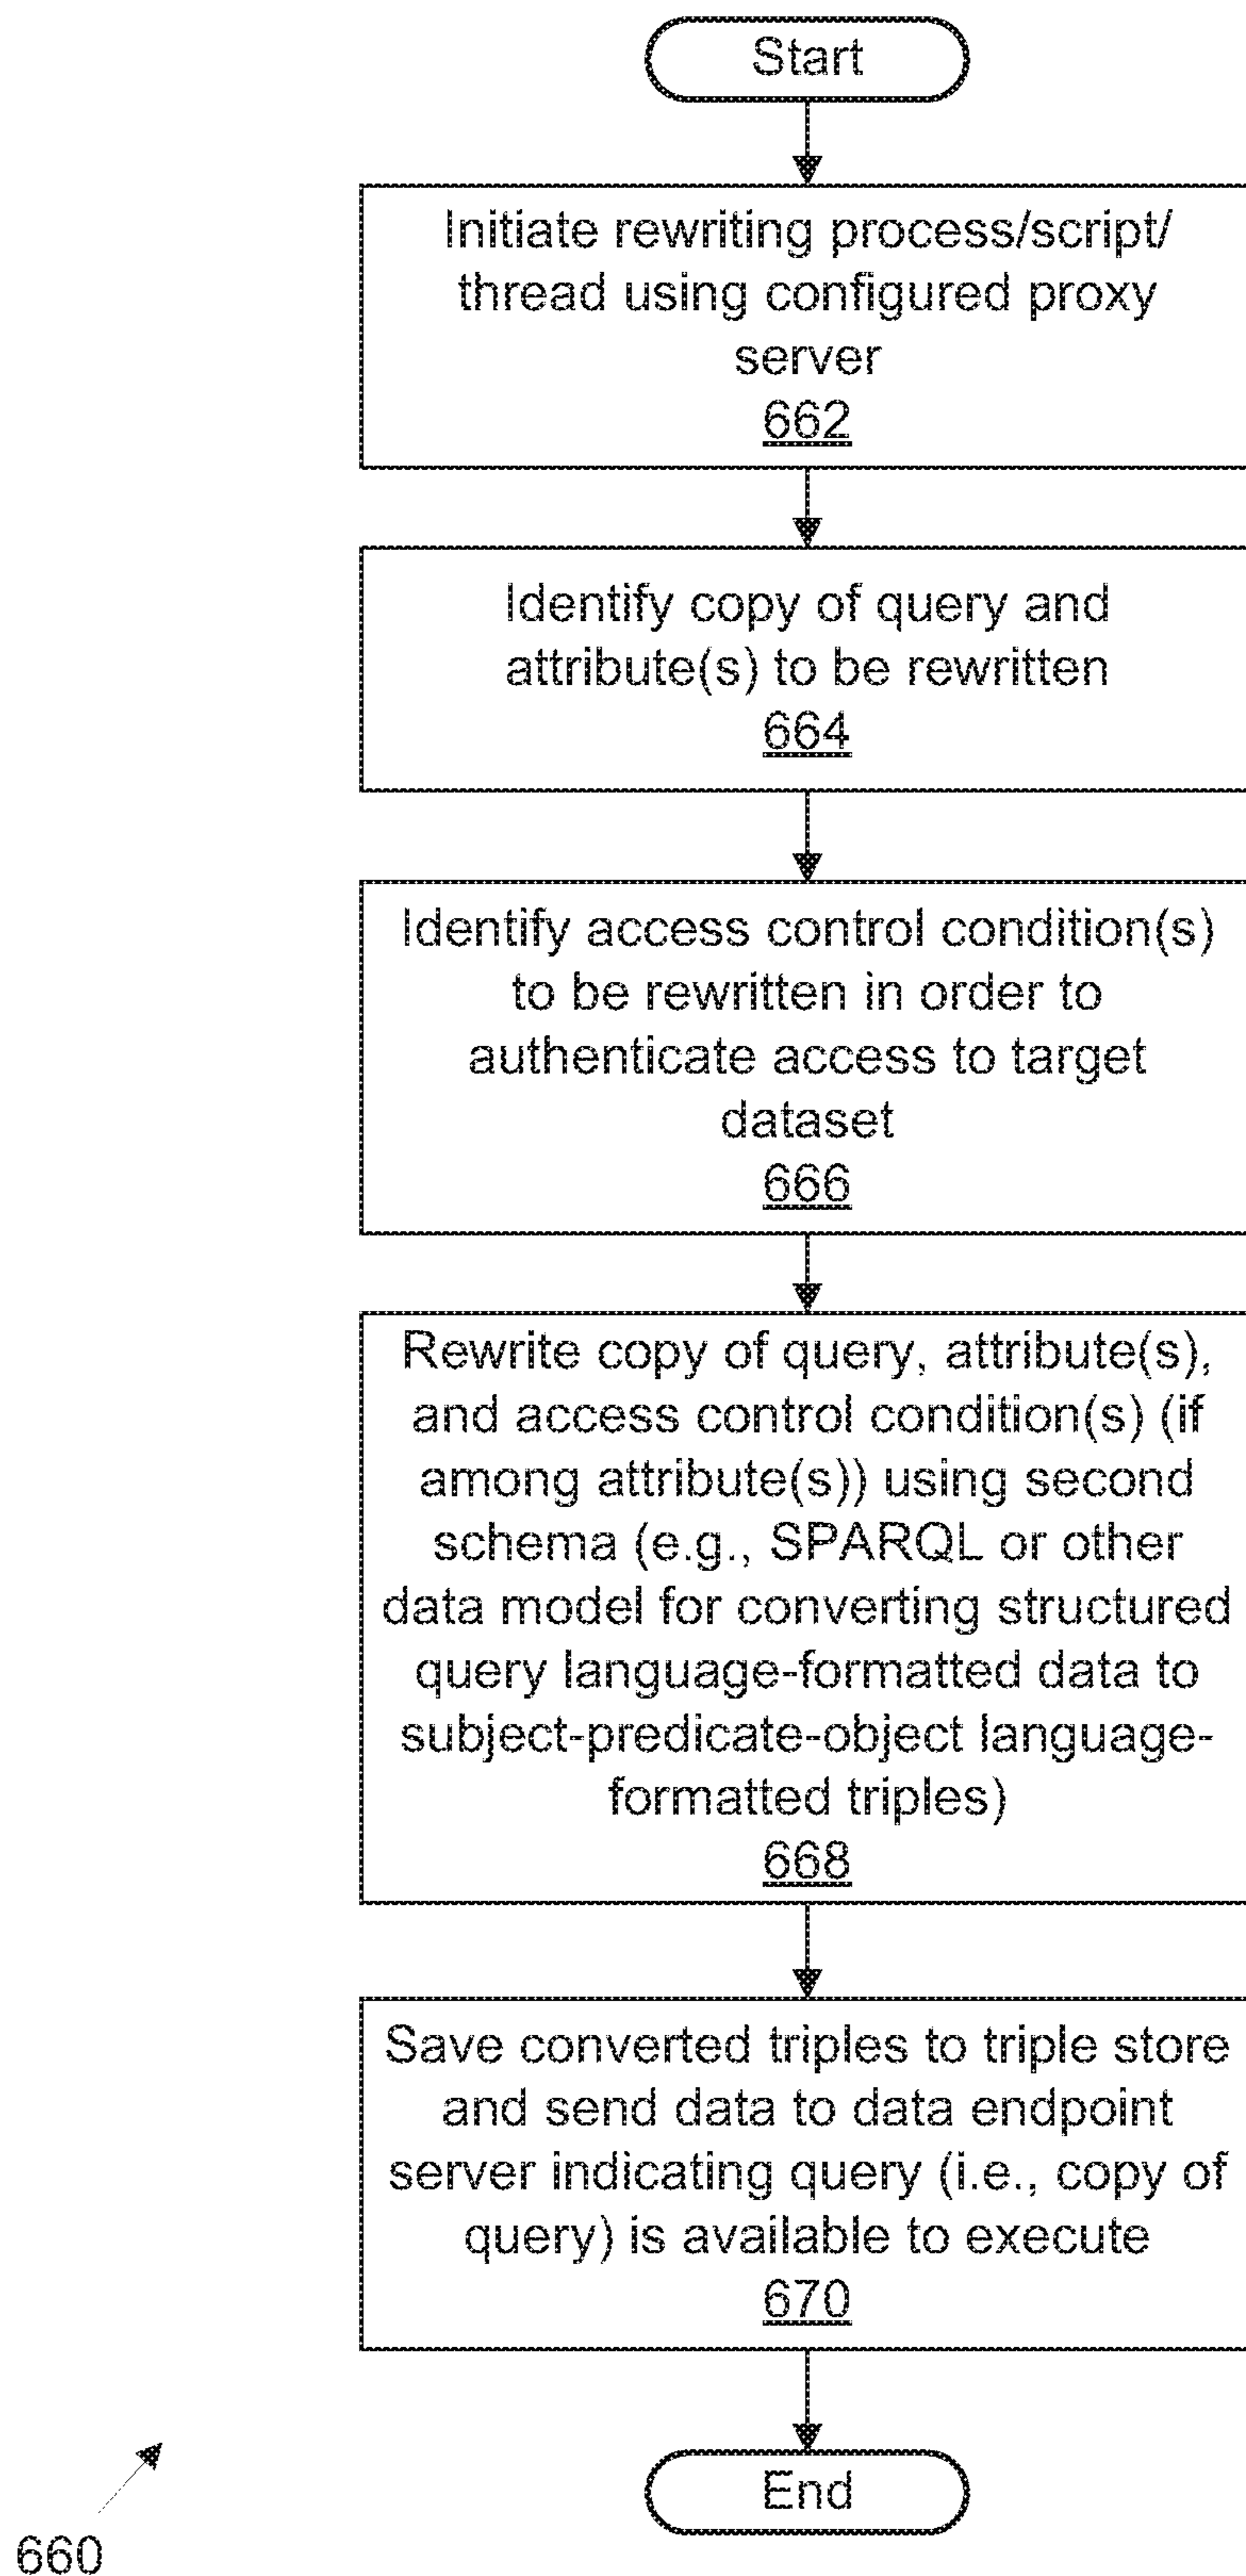 Start
Initiate rewriting process/script/
thread using configured proxy
server
662
Identify copy of query and
attribute(s) to be rewritten
664
Identify access control condition(s)
to be rewritten in order to
authenticate access to target
dataset
666
Rewrite copy of query, attribute(s),
and access control condition(s) (if
among attribute(s)) using second
schema (e.g., SPARQL or other
data model for converting structured
query language-formatted data to
subject-predicate-object language-
formatted triples)
668
Save converted triples to triple store
and send data to data endpoint
server indicating query (i.e., copy of
query) is available to execute
670
End
660